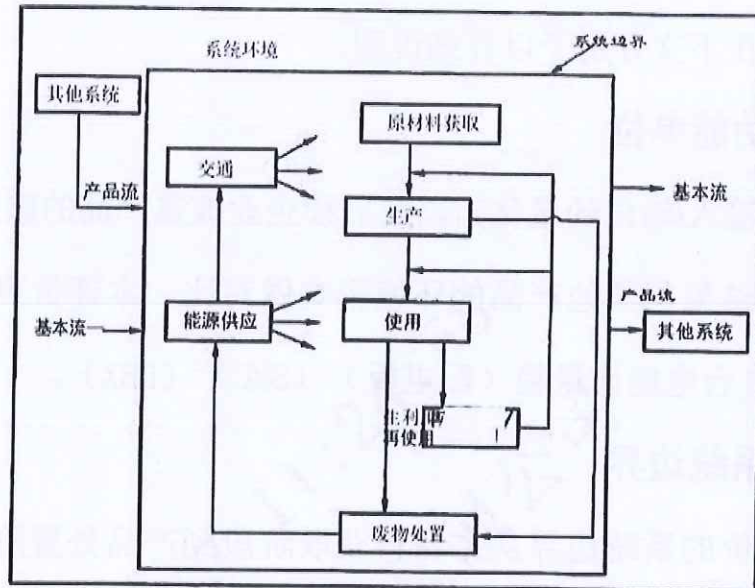 系统边界
系统环境
其他系统
原材料获取
交通
产品流
基本流
生产
产品流
基本流
能源供应
使用
其他系统
再使用
废物处置